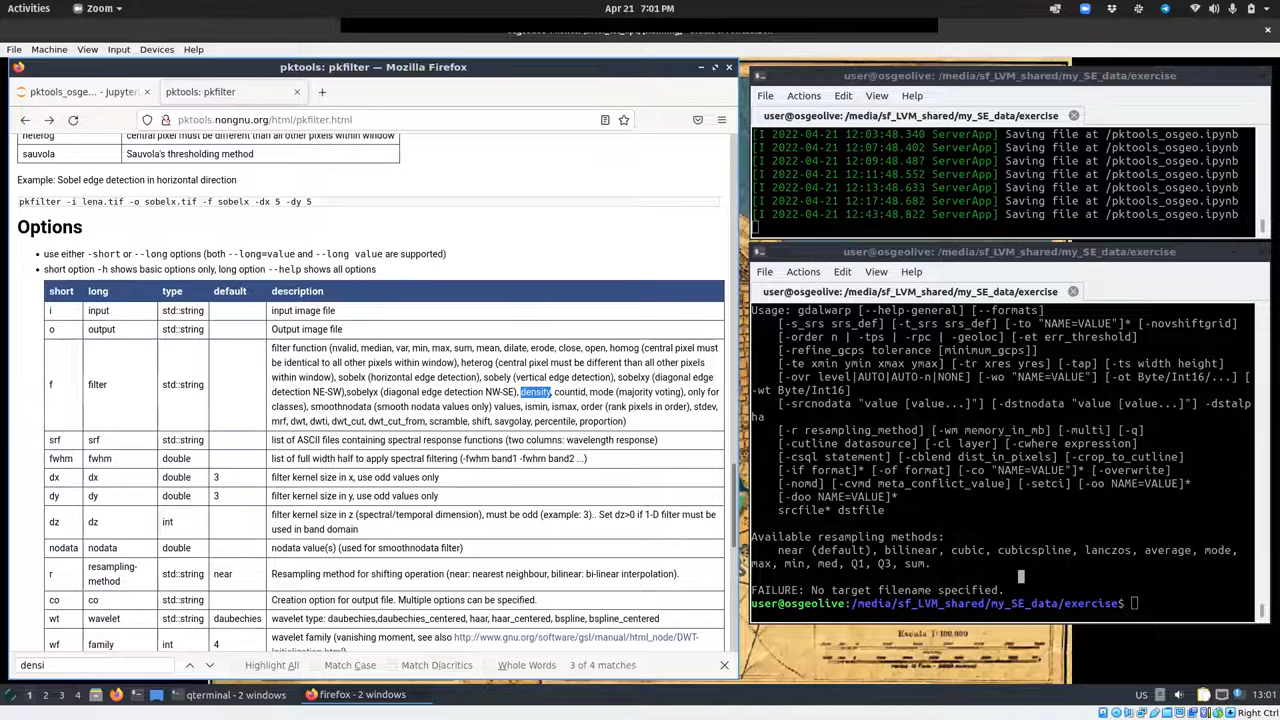 Activities
Zoom
Apr 21 7:01 PM
File Machine View Input Devices Help
pktools: pkfilter — Mozilla Firefox
pktools_osge... - Jupyter
pktools: pkfilter
pktools.nongnu.org/html/pkfilter.html
heterog central pixel must be different than all other pixels within window
sauvola Sauvola's thresholding method
Example: Sobel edge detection in horizontal direction
pkfilter -i lena.tif -o sobelx.tif -f sobelx -dx 5 -dy 5
Options
• use either -short or --long options (both --long=value and --long value are supported)
• short option -h shows basic options only, long option --help shows all options
short long type default description
i input std::string input image file
o output std::string Output image file
f filter std::string filter function (nvalid, median, var, min, max, sum, mean, dilate, erode, close, open, homog (central pixel must
be identical to all other pixels within window), heterog (central pixel must be different than all other pixels
within window), sobelx (horizontal edge detection), sobely (vertical edge detection), sobelxy (diagonal edge
detection NE-SW),sobelyx (diagonal edge detection NW-SE), density, countid, mode (majority voting), only for
classes), smoothnodata (smooth nodata values only) values, ismin, ismax, order (rank pixels in order), stdev,
mrf, dwt, dwti, dwt_cut, dwt_cut_from, scramble, shift, savgolay, percentile, proportion)
srf srf std::string list of ASCII files containing spectral response functions (two columns: wavelength response)
fwhm fwhm double list of full width half to apply spectral filtering (-fwhm band1 -fwhm band2 ...)
dx dx double 3 filter kernel size in x, use odd values only
dy dy double 3 filter kernel size in y, use odd values only
dz dz int filter kernel size in z (spectral/temporal dimension), must be odd (example: 3).. Set dz>0 if 1-D filter must be
used in band domain
nodata nodata double nodata value(s) (used for smoothnodata filter)
r resampling-
method std::string near Resampling method for shifting operation (near: nearest neighbour, bilinear: bi-linear interpolation).
co co std::string Creation option for output file. Multiple options can be specified.
wt wavelet std::string daubechies wavelet type: daubechies,daubechies_centered, haar, haar_centered, bspline, bspline_centered
wf family int 4 wavelet family (vanishing moment, see also http://www.gnu.org/software/gsl/manual/html_node/DWT-
Initialization.html)
densi
Highlight All Match Case Match Diacritics Whole Words 3 of 4 matches
user@osgeolive: /media/sf_LVM_shared/my_SE_data/exercise
File Actions Edit View Help
user@osgeolive: /media/sf_LVM_shared/my_SE_data/exercise
[I 2022-04-21 12:03:48.340 ServerApp] Saving file at /pktools_osgeo.ipynb
[I 2022-04-21 12:07:48.402 ServerApp] Saving file at /pktools_osgeo.ipynb
[I 2022-04-21 12:09:48.487 ServerApp] Saving file at /pktools_osgeo.ipynb
[I 2022-04-21 12:11:48.552 ServerApp] Saving file at /pktools_osgeo.ipynb
[I 2022-04-21 12:13:48.633 ServerApp] Saving file at /pktools_osgeo.ipynb
[I 2022-04-21 12:17:48.682 ServerApp] Saving file at /pktools_osgeo.ipynb
[I 2022-04-21 12:43:48.822 ServerApp] Saving file at /pktools_osgeo.ipynb
user@osgeolive: /media/sf_LVM_shared/my_SE_data/exercise
File Actions Edit View Help
user@osgeolive: /media/sf_LVM_shared/my_SE_data/exercise
Usage: gdalwarp [--help-general] [--formats]
[-s_srs srs_def] [-t_srs srs_def] [-to "NAME=VALUE"]* [-novshiftgrid]
[-order n | -tps | -rpc | -geoloc] [-et err_threshold]
[-refine_gcps tolerance [minimum_gcps]]
[-te xmin ymin xmax ymax] [-tr xres yres] [-tap] [-ts width height]
[-ovr level|AUTO|AUTO-n|NONE] [-wo "NAME=VALUE"] [-ot Byte/Int16/...] [
-wt Byte/Int16]
[-srcnodata "value [value...]"] [-dstnodata "value [value...]"] -dstalp
ha
[-r resampling_method] [-wm memory_in_mb] [-multi] [-q]
[-cutline datasource] [-cl layer] [-cwhere expression]
[-csql statement] [-cblend dist_in_pixels] [-crop_to_cutline]
[-if format]* [-of format] [-co "NAME=VALUE"]* [-overwrite]
[-nomd] [-cvmd meta_conflict_value] [-setci] [-oo NAME=VALUE]*
[-doo NAME=VALUE]*
srcfile* dstfile
Available resampling methods:
near (default), bilinear, cubic, cubicspline, lanczos, average, mode,
max, min, med, Q1, Q3, sum.
FAILURE: No target filename specified.
user@osgeolive:/media/sf_LVM_shared/my_SE_data/exercise$
Escala 1:100,000
1 2 3 4
qterminal - 2 windows
firefox - 2 windows
US
13:01
Right Ctrl